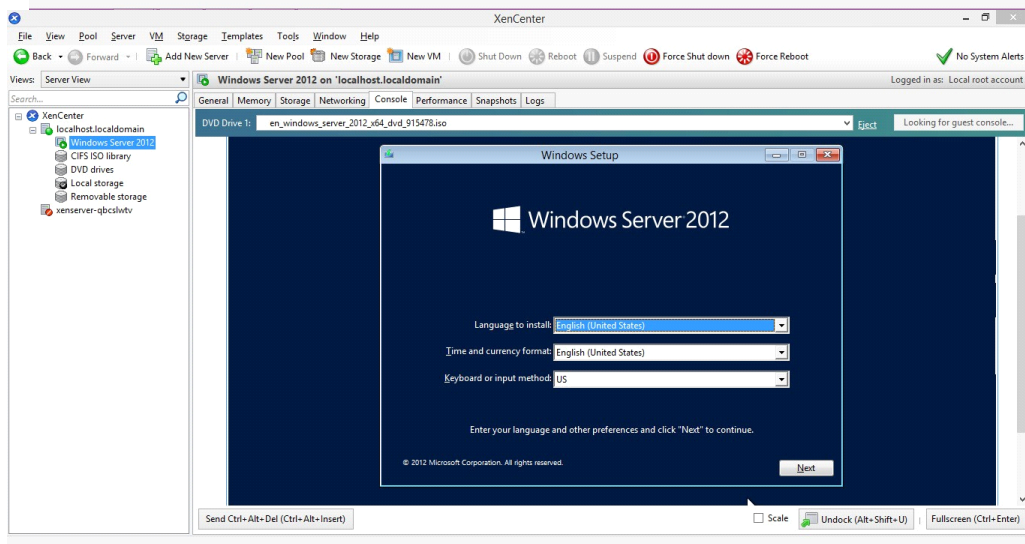 XenCenter
File View Pool Server VM Storage Templates Tools Window Help
Back Forward Add New Server New Pool New Storage New VM Shut Down Reboot Suspend Force Shut down Force Reboot No System Alerts
Views: Server View Windows Server 2012 on 'localhost.localdomain' Logged in as: Local root account
Search... General Memory Storage Networking Console Performance Snapshots Logs
XenCenter
localhost.localdomain
Windows Server 2012
CIFS ISO library
DVD drives
Local storage
Removable storage
xenserver-qbcslwtv
DVD Drive 1: en_windows_server_2012_x64_dvd_915478.iso Eject Looking for guest console...
Windows Setup
Windows Server 2012
Language to install: English (United States)
Time and currency format: English (United States)
Keyboard or input method: US
Enter your language and other preferences and click "Next" to continue.
© 2012 Microsoft Corporation. All rights reserved.
Next
Send Ctrl+Alt+Del (Ctrl+Alt+Insert) Scale Undock (Alt+Shift+U) Fullscreen (Ctrl+Enter)